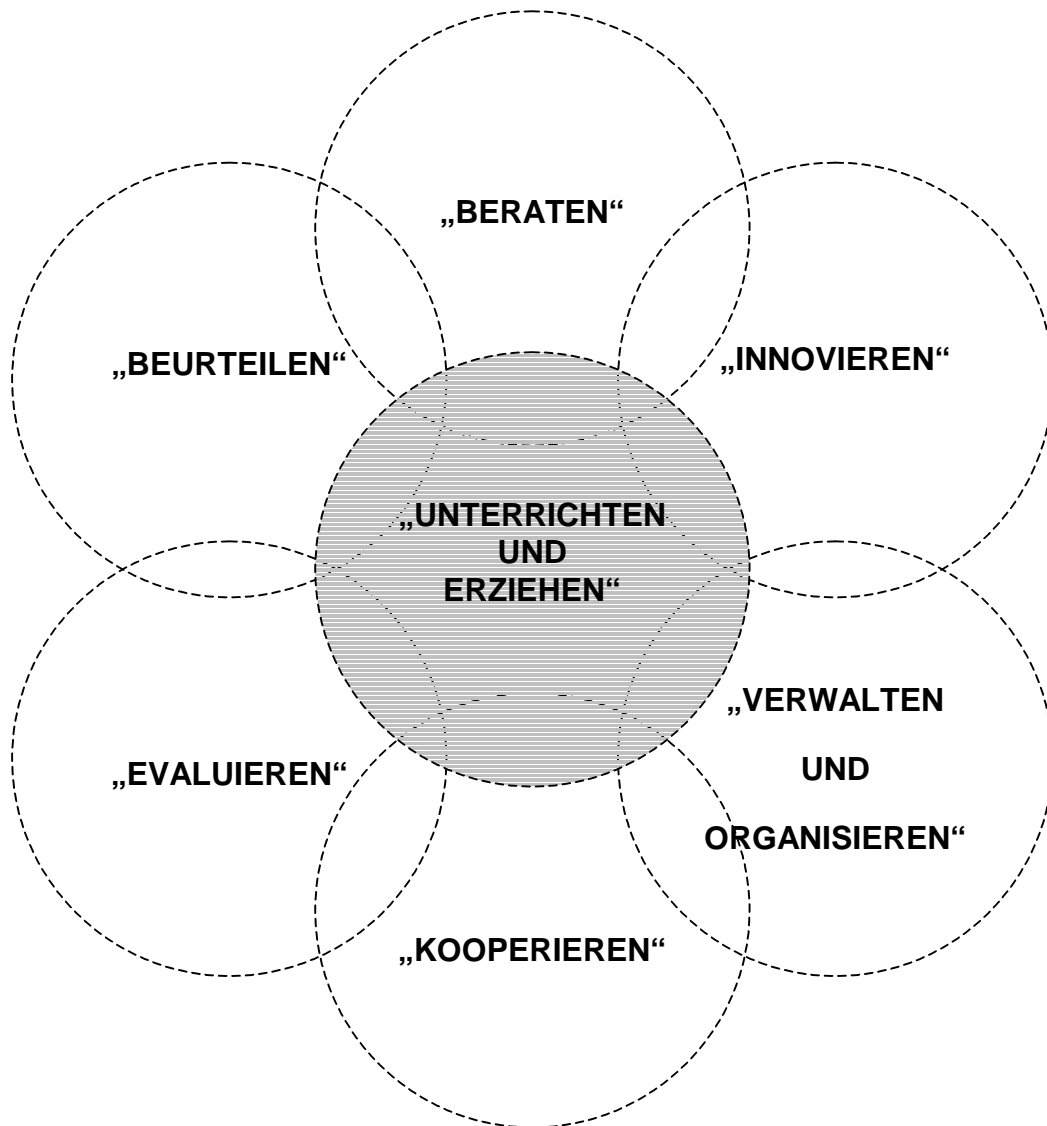 „BERATEN“
„BEURTEILEN“
„INNOVIEREN“
„UNTERRICHTEN
UND
ERZIEHEN“
„VERWALTEN
UND
ORGANISIEREN“
„EVALUIEREN“
„KOOPERIEREN“